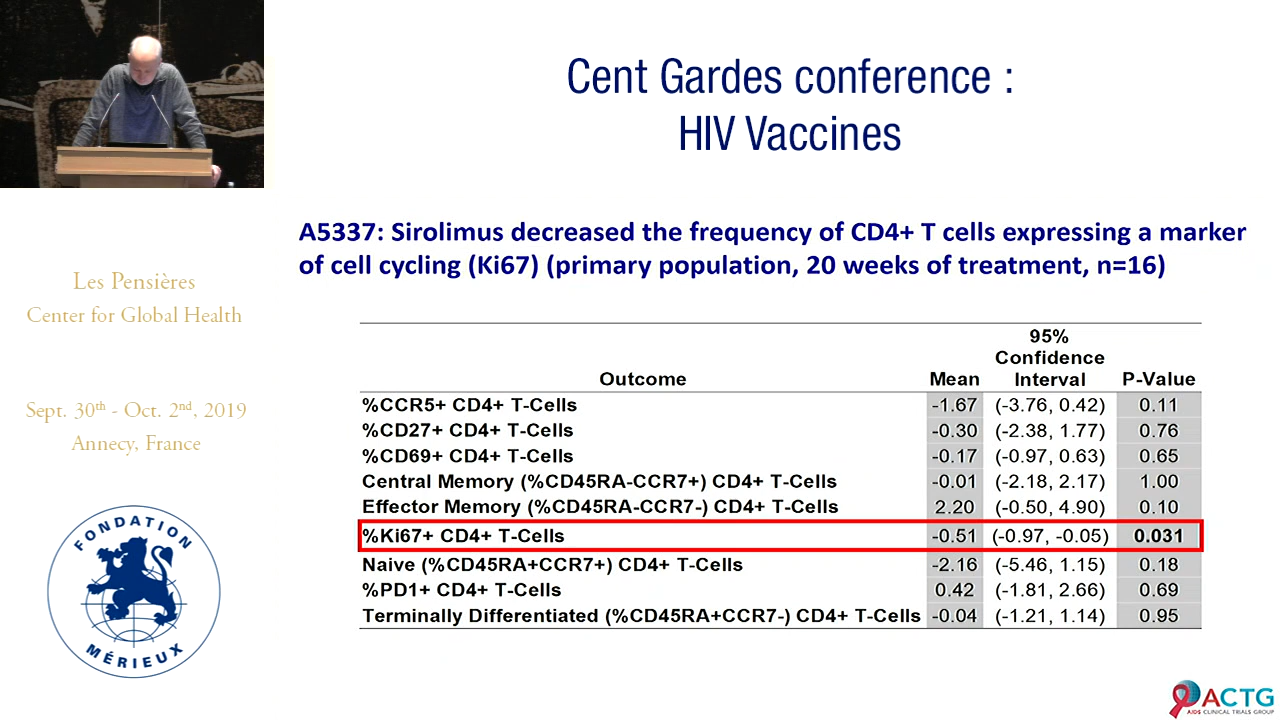 Cent Gardes conference :
HIV Vaccines
Les Pensières
Center for Global Health
Sept. 30th - Oct. 2nd, 2019
Annecy, France
FONDATION
MÉRIEUX
A5337: Sirolimus decreased the frequency of CD4+ T cells expressing a marker
of cell cycling (Ki67) (primary population, 20 weeks of treatment, n=16)
95%
Confidence
Outcome Mean Interval P-Value
%CCR5+ CD4+ T-Cells -1.67 (-3.76, 0.42) 0.11
%CD27+ CD4+ T-Cells -0.30 (-2.38, 1.77) 0.76
%CD69+ CD4+ T-Cells -0.17 (-0.97, 0.63) 0.65
Central Memory (%CD45RA-CCR7+) CD4+ T-Cells -0.01 (-2.18, 2.17) 1.00
Effector Memory (%CD45RA-CCR7-) CD4+ T-Cells 2.20 (-0.50, 4.90) 0.10
%Ki67+ CD4+ T-Cells -0.51 (-0.97, -0.05) 0.031
Naive (%CD45RA+CCR7+) CD4+ T-Cells -2.16 (-5.46, 1.15) 0.18
%PD1+ CD4+ T-Cells 0.42 (-1.81, 2.66) 0.69
Terminally Differentiated (%CD45RA+CCR7-) CD4+ T-Cells -0.04 (-1.21, 1.14) 0.95
ACTG
AIDS CLINICAL TRIALS GROUP